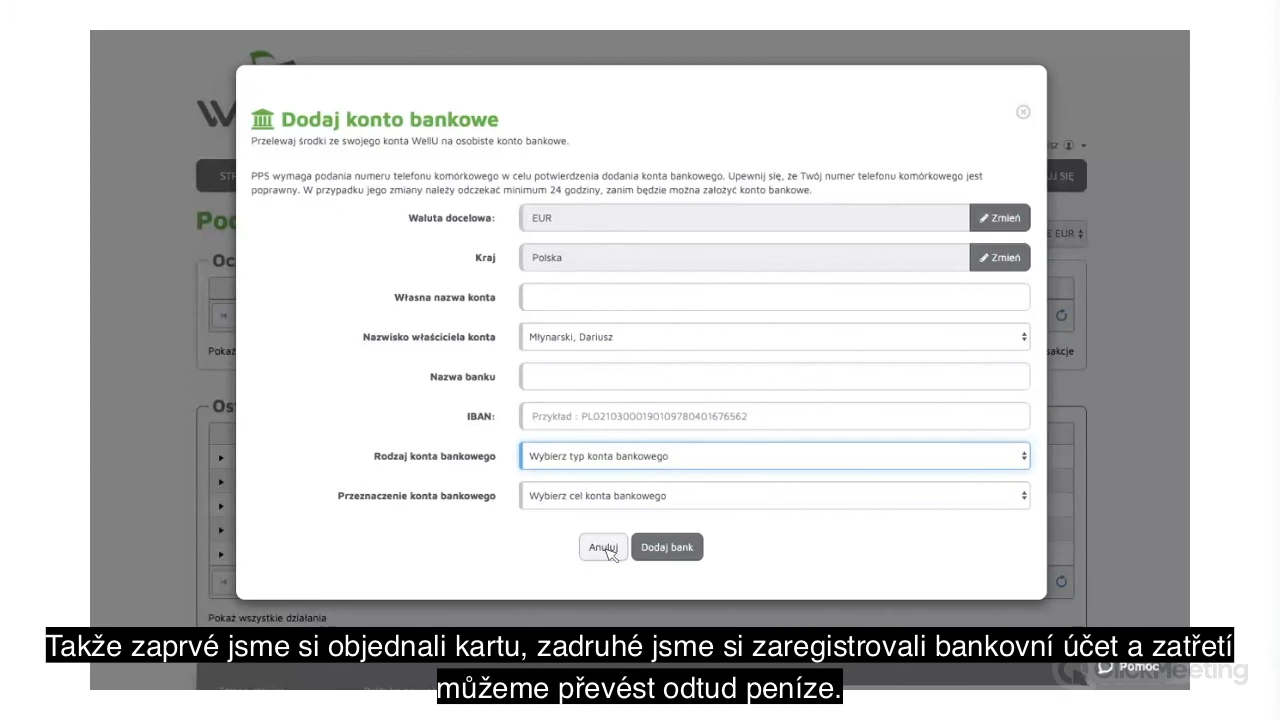 Dodaj konto bankowe
Przelewaj środki ze swojego konta WellU na osobiste konto bankowe.
PPS wymaga podania numeru telefonu komórkowego w celu potwierdzenia dodania konta bankowego. Upewnij się, że Twój numer telefonu komórkowego jest
poprawny. W przypadku jego zmiany należy odczekać minimum 24 godziny, zanim będzie można założyć konto bankowe.
Waluta docelowa: EUR Zmień
Kraj Polska Zmień
Własna nazwa konta
Nazwisko właściciela konta Młynarski, Dariusz
Nazwa banku
IBAN: Przykład : PL02103000190109780401676562
Rodzaj konta bankowego Wybierz typ konta bankowego
Przeznaczenie konta bankowego Wybierz cel konta bankowego
Anuluj Dodaj bank
EUR
Pokaż wszystkie działania
Takže zaprvé jsme si objednali kartu, zadruhé jsme si zaregistrovali bankovní účet a zatřetí
můžeme převést odtud peníze.
Pomoc
ClickMeeting